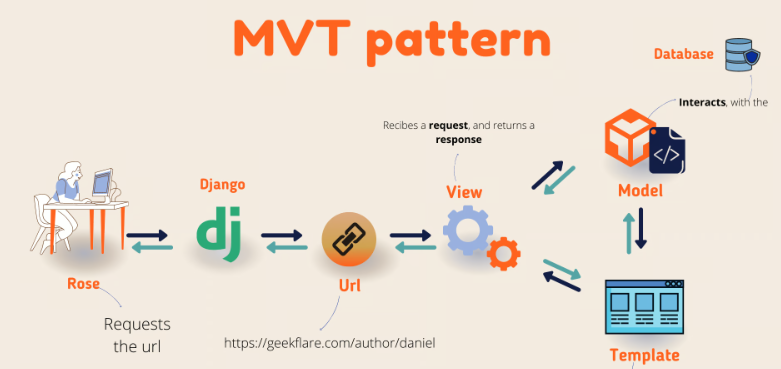 MVT pattern
Database
Interacts, with the
Recibes a request, and returns a
response
Django
dj
View
Model
Rose
Url
Requests
the url
https://geekflare.com/author/daniel
Template